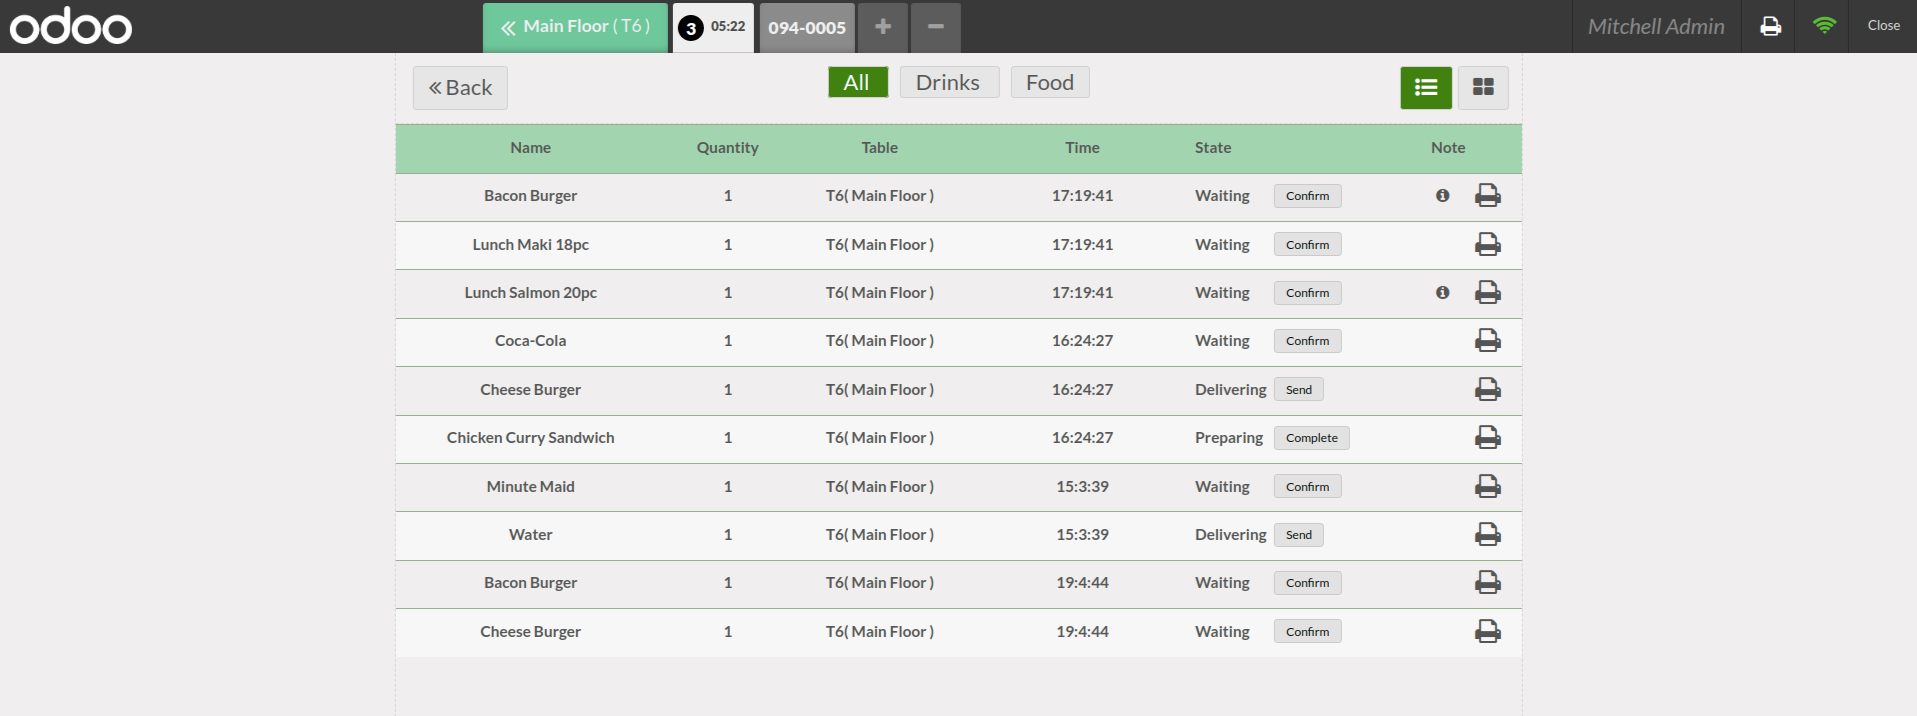 odoo Main Floor ( T6 ) 3 05:22 094-0005 Mitchell Admin Close
Back All Drinks Food
Name Quantity Table Time State Note
Bacon Burger 1 T6( Main Floor ) 17:19:41 Waiting Confirm
Lunch Maki 18pc 1 T6( Main Floor ) 17:19:41 Waiting Confirm
Lunch Salmon 20pc 1 T6( Main Floor ) 17:19:41 Waiting Confirm
Coca-Cola 1 T6( Main Floor ) 16:24:27 Waiting Confirm
Cheese Burger 1 T6( Main Floor ) 16:24:27 Delivering Send
Chicken Curry Sandwich 1 T6( Main Floor ) 16:24:27 Preparing Complete
Minute Maid 1 T6( Main Floor ) 15:3:39 Waiting Confirm
Water 1 T6( Main Floor ) 15:3:39 Delivering Send
Bacon Burger 1 T6( Main Floor ) 19:4:44 Waiting Confirm
Cheese Burger 1 T6( Main Floor ) 19:4:44 Waiting Confirm